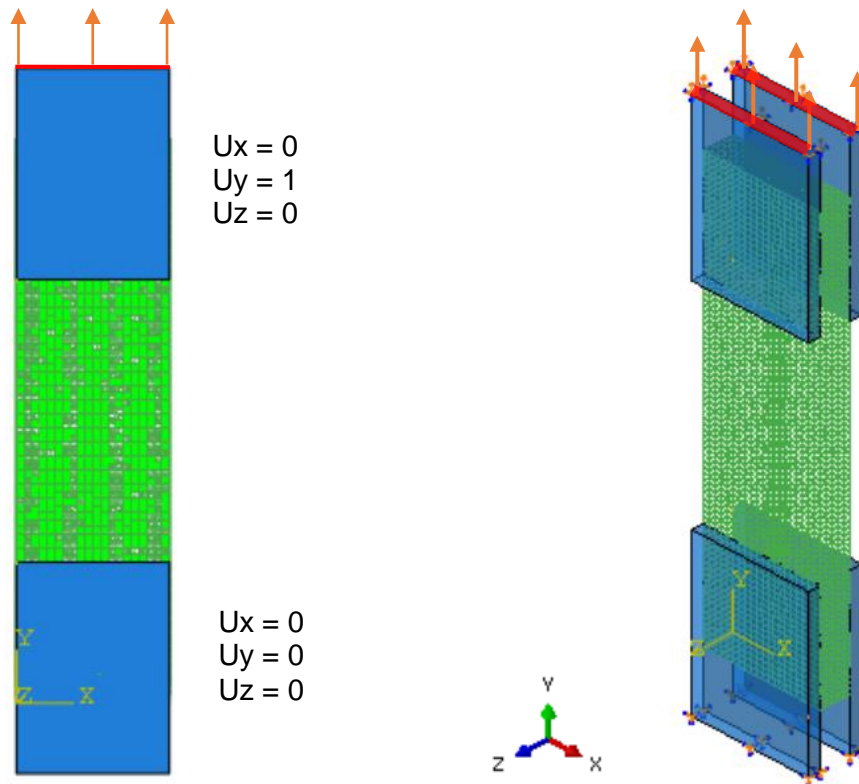 Ux = 0
Uy = 1
Uz = 0
Ux = 0
Uy = 0
Uz = 0
Y
Z
X
Y
Z
X
Y
Z
X